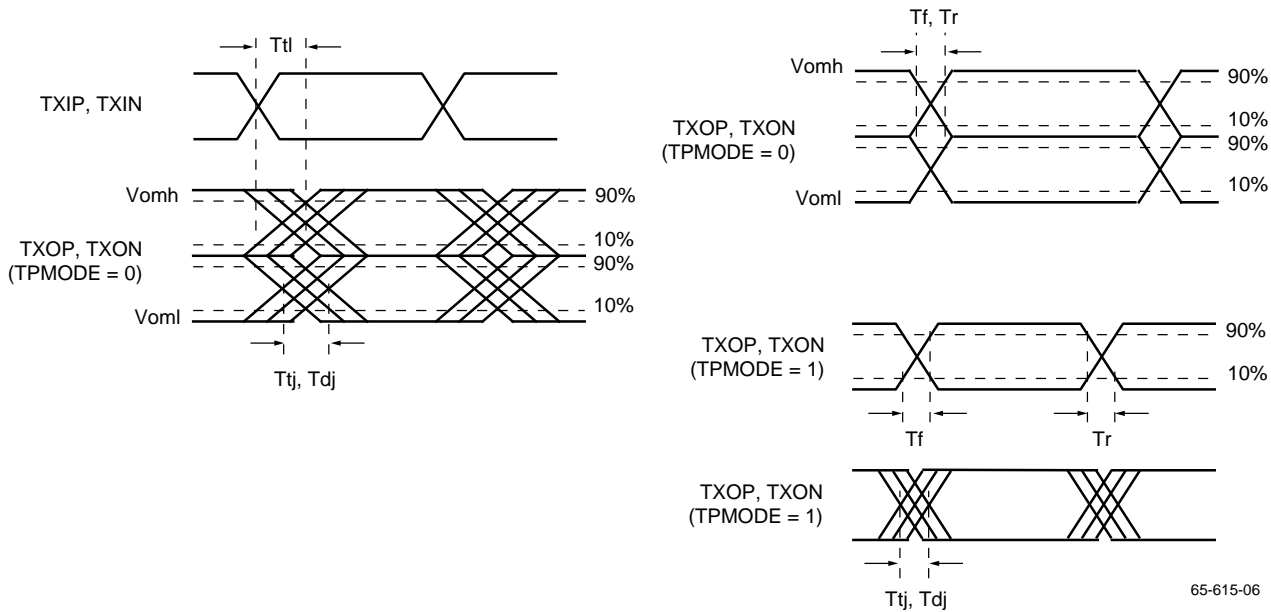 Ttl
TXIP, TXIN
Vomh
90%
TXOP, TXON
(TPMODE = 0)
10%
90%
10%
Voml
Ttj, Tdj
Tf, Tr
Vomh
90%
10%
TXOP, TXON
(TPMODE = 0)
90%
10%
Voml
TXOP, TXON
(TPMODE = 1)
90%
10%
Tf
Tr
TXOP, TXON
(TPMODE = 1)
Ttj, Tdj
65-615-06